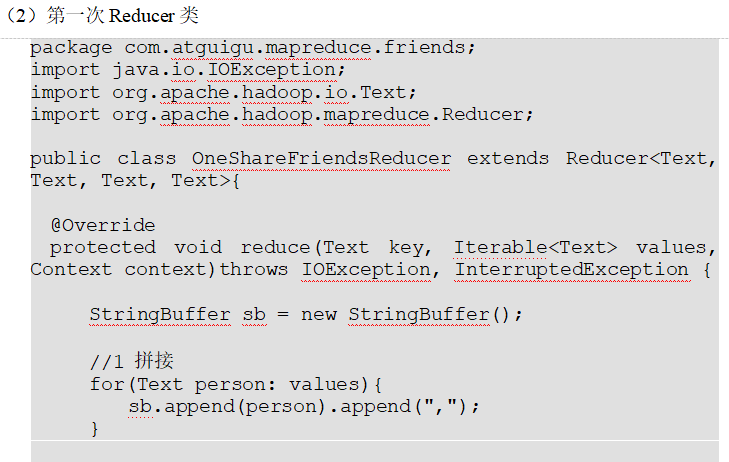 （2）第一次 Reducer 类
package com.atguigu.mapreduce.friends;
import java.io.IOException;
import org.apache.hadoop.io.Text;
import org.apache.hadoop.mapreduce.Reducer;
public class OneShareFriendsReducer extends Reducer<Text,
Text, Text, Text>{
@Override
protected void reduce(Text key, Iterable<Text> values,
Context context)throws IOException, InterruptedException {
StringBuffer sb = new StringBuffer();
//1 拼接
for(Text person: values){
sb.append(person).append(",");
}